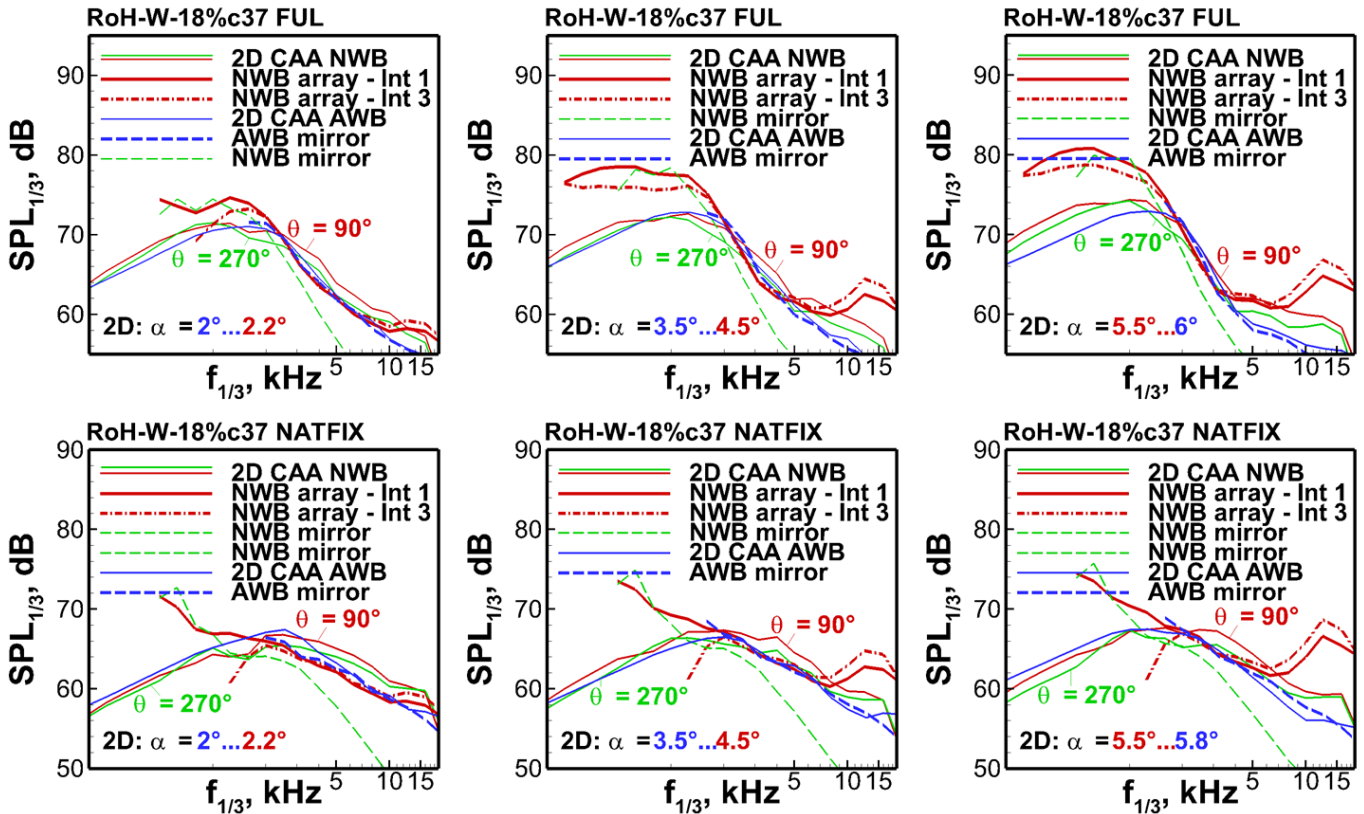 RoH-W-18%c37 FUL
90
80
70
60
SPL1/3, dB
2D CAA NWB
NWB array - Int 1
NWB array - Int 3
2D CAA AWB
AWB mirror
NWB mirror
θ = 90°
θ = 270°
2D: α = 2°...2.2°
5 10 15
f1/3, kHz
RoH-W-18%c37 FUL
90
80
70
60
SPL1/3, dB
2D CAA NWB
NWB array - Int 1
NWB array - Int 3
NWB mirror
2D CAA AWB
AWB mirror
θ = 90°
θ = 270°
2D: α = 3.5°...4.5°
5 10 15
f1/3, kHz
RoH-W-18%c37 FUL
90
80
70
60
SPL1/3, dB
2D CAA NWB
NWB array - Int 1
NWB array - Int 3
NWB mirror
2D CAA AWB
AWB mirror
θ = 90°
θ = 270°
2D: α = 5.5°...6°
5 10 15
f1/3, kHz
RoH-W-18%c37 NATFIX
90
80
70
60
50
SPL1/3, dB
2D CAA NWB
NWB array - Int 1
NWB array - Int 3
NWB mirror
NWB mirror
2D CAA AWB
AWB mirror
θ = 90°
θ = 270°
2D: α = 2°...2.2°
5 10 15
f1/3, kHz
RoH-W-18%c37 NATFIX
90
80
70
60
50
SPL1/3, dB
2D CAA NWB
NWB array - Int 1
NWB array - Int 3
NWB mirror
2D CAA AWB
AWB mirror
θ = 90°
θ = 270°
2D: α = 3.5°...4.5°
5 10 15
f1/3, kHz
RoH-W-18%c37 NATFIX
90
80
70
60
50
SPL1/3, dB
2D CAA NWB
NWB array - Int 1
NWB array - Int 3
NWB mirror
NWB mirror
2D CAA AWB
AWB mirror
θ = 90°
θ = 270°
2D: α = 5.5°...5.8°
5 10 15
f1/3, kHz